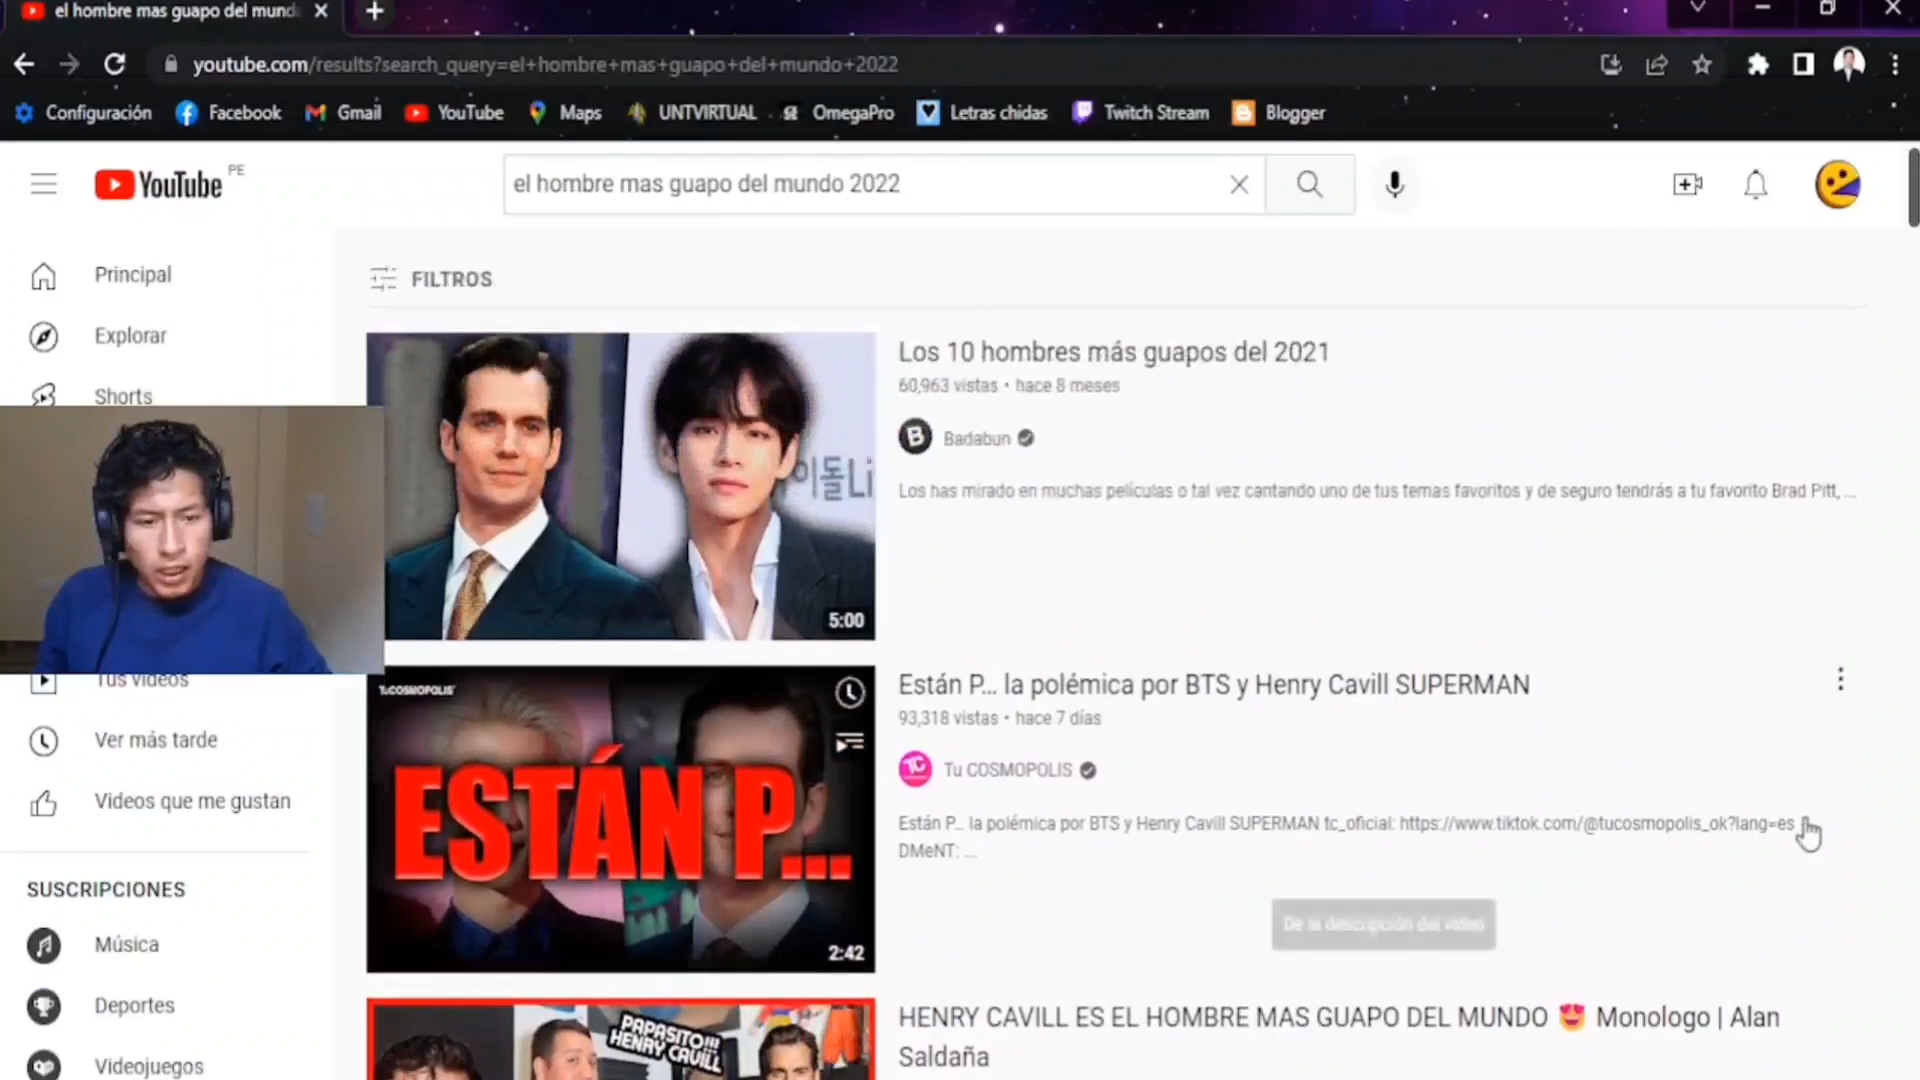 el hombre mas guapo del mund
youtube.com/results?search_query=el+hombre+mas+guapo+del+mundo+2022
Configuración Facebook Gmail YouTube Maps UNTVIRTUAL OmegaPro Letras chidas Twitch Stream Blogger
YouTube PE
el hombre mas guapo del mundo 2022
Principal
Explorar
Shorts
Tus videos
Ver más tarde
Videos que me gustan
SUSCRIPCIONES
Música
Deportes
Videojuegos
FILTROS
이돌Li
5:00
Los 10 hombres más guapos del 2021
60,963 vistas • hace 8 meses
B Badabun
Los has mirado en muchas películas o tal vez cantando uno de tus temas favoritos y de seguro tendrás a tu favorito Brad Pitt, ...
TuCOSMOPOLIS
ESTÁN P...
2:42
Están P... la polémica por BTS y Henry Cavill SUPERMAN
93,318 vistas • hace 7 días
TC Tu COSMOPOLIS
Están P... la polémica por BTS y Henry Cavill SUPERMAN tc_oficial: https://www.tiktok.com/@tucosmopolis_ok?lang=es
DMeNT: ...
De la descripción del video
PAPASITO!!!
HENRY CAVILL
HENRY CAVILL ES EL HOMBRE MAS GUAPO DEL MUNDO 😍 Monologo | Alan
Saldaña